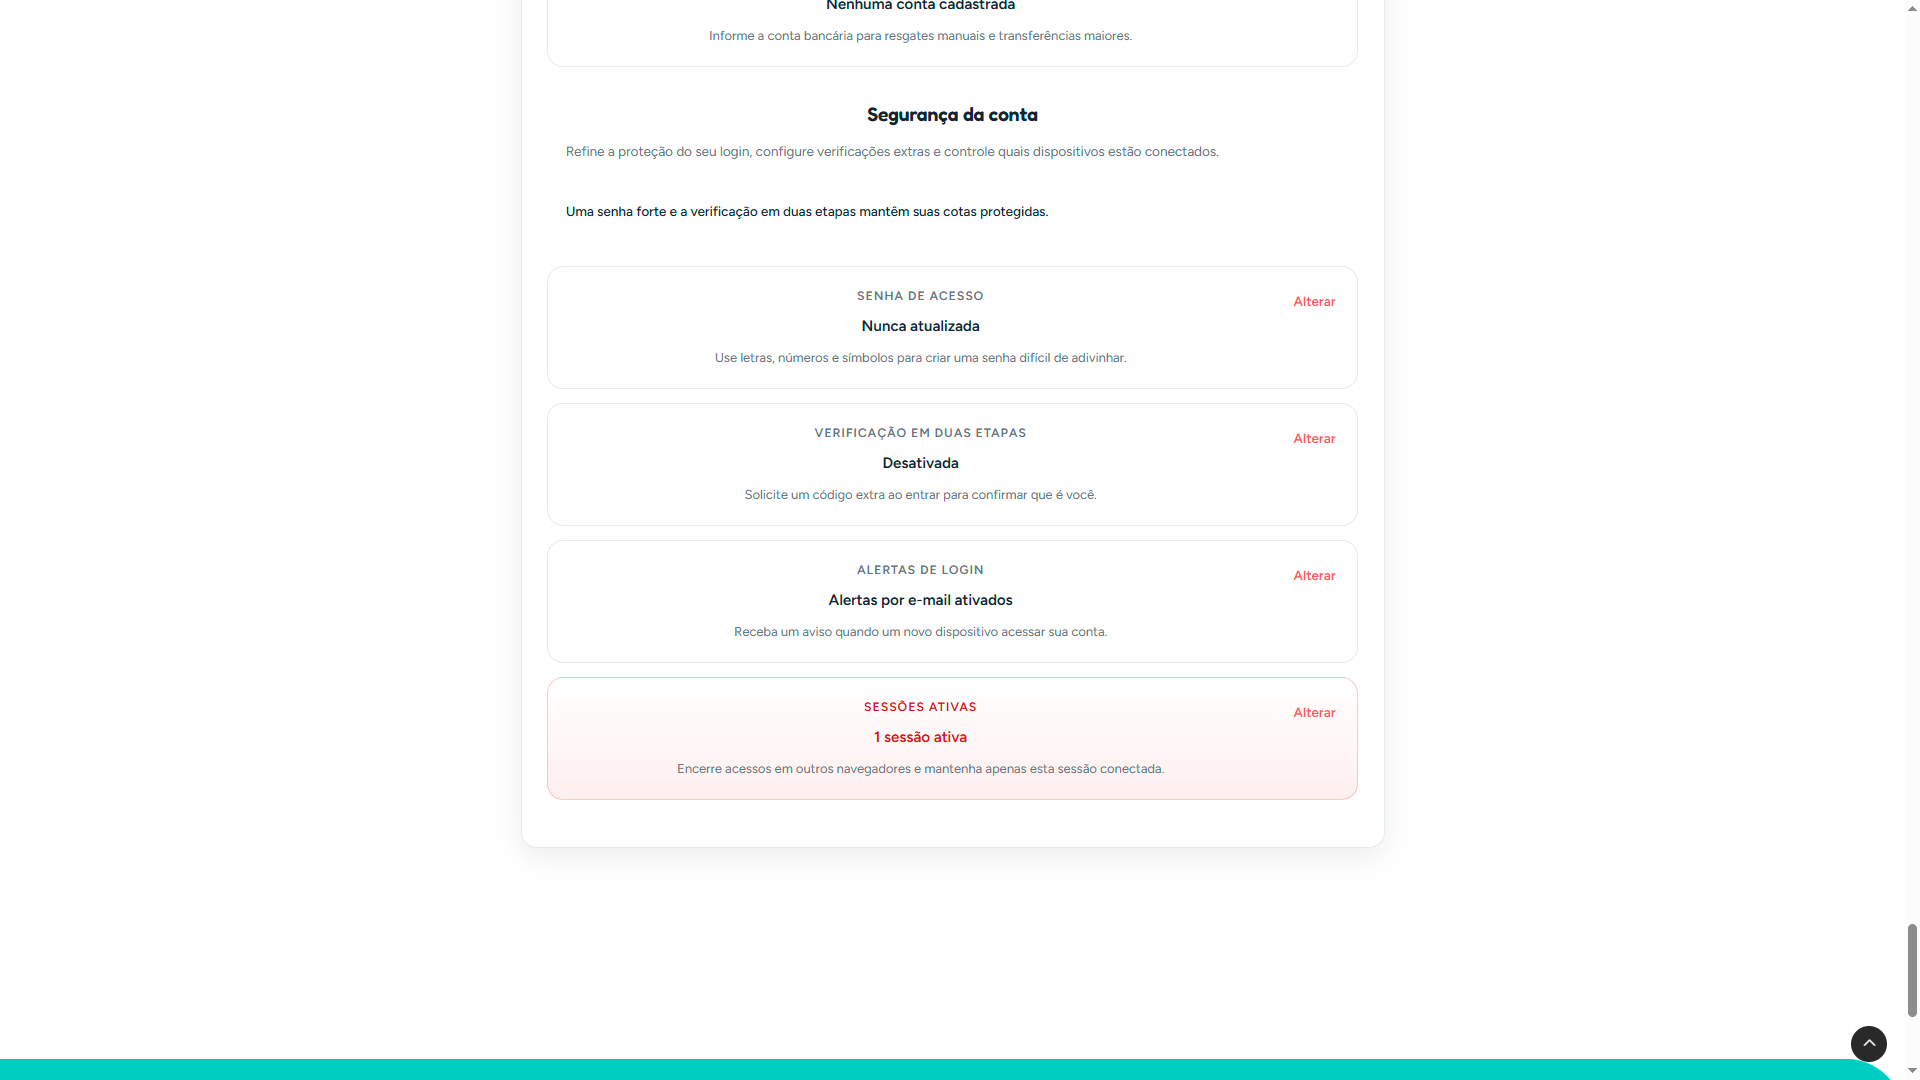 Nenhuma conta cadastrada
Informe a conta bancária para resgates manuais e transferências maiores.
Segurança da conta
Refine a proteção do seu login, configure verificações extras e controle quais dispositivos estão conectados.
Uma senha forte e a verificação em duas etapas mantêm suas cotas protegidas.
SENHA DE ACESSO
Alterar
Nunca atualizada
Use letras, números e símbolos para criar uma senha difícil de adivinhar.
VERIFICAÇÃO EM DUAS ETAPAS
Alterar
Desativada
Solicite um código extra ao entrar para confirmar que é você.
ALERTAS DE LOGIN
Alterar
Alertas por e-mail ativados
Receba um aviso quando um novo dispositivo acessar sua conta.
SESSÕES ATIVAS
Alterar
1 sessão ativa
Encerre acessos em outros navegadores e mantenha apenas esta sessão conectada.